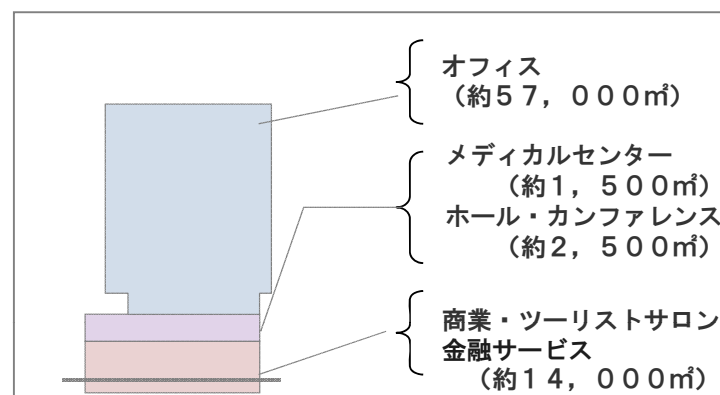 オフィス
（約５７，０００㎡）
メディカルセンター
（約１，５００㎡）
ホール・カンファレンス
（約２，５００㎡）
商業・ツーリストサロン
金融サービス
（約１４，０００㎡）